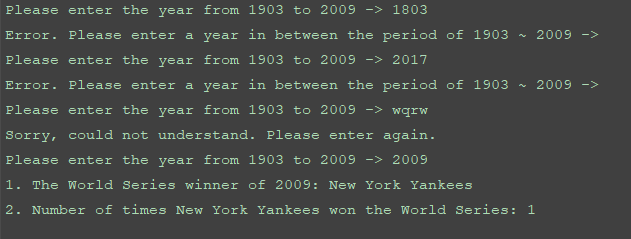 Please enter the year from 1903 to 2009 -> 1803
Error. Please enter a year in between the period of 1903 ~ 2009 ->
Please enter the year from 1903 to 2009 -> 2017
Error. Please enter a year in between the period of 1903 ~ 2009 ->
Please enter the year from 1903 to 2009 -> wqrw
Sorry, could not understand. Please enter again.
Please enter the year from 1903 to 2009 -> 2009
1. The World Series winner of 2009: New York Yankees
2. Number of times New York Yankees won the World Series: 1